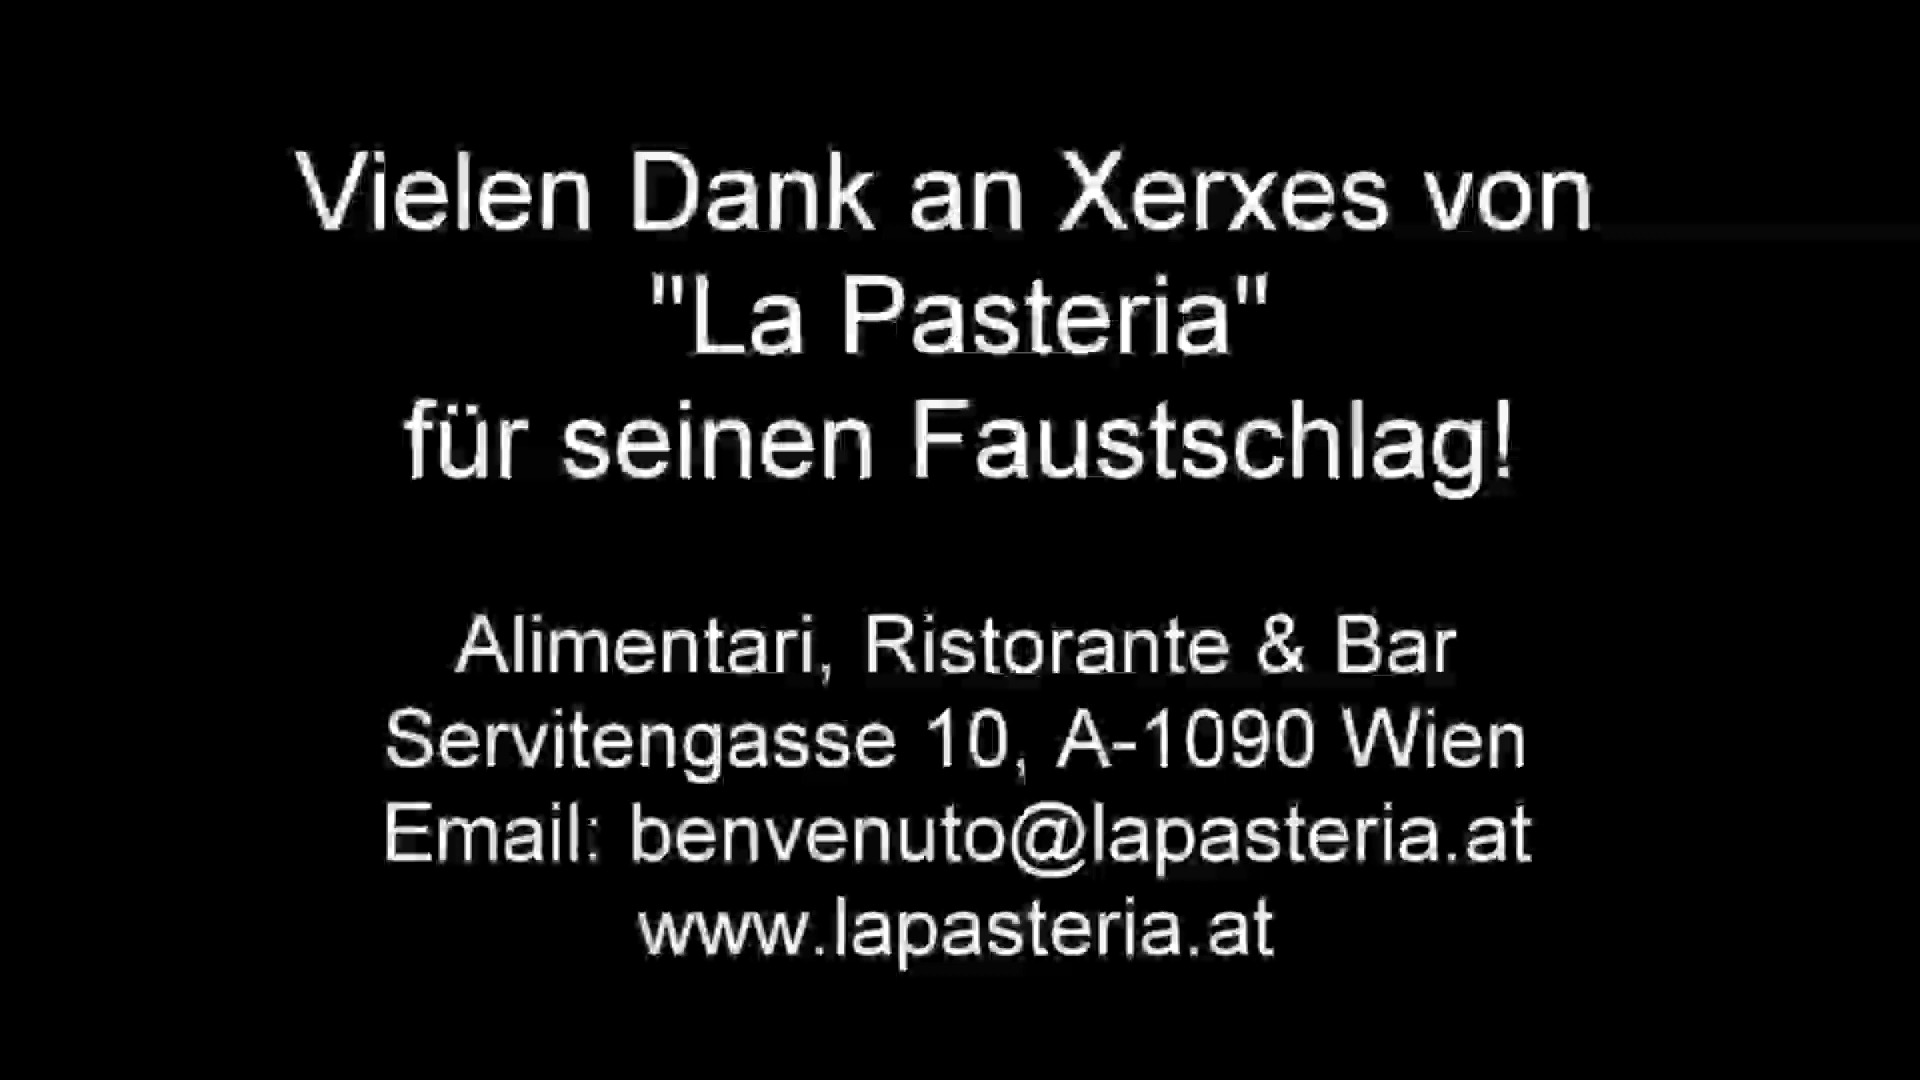 Vielen Dank an Xerxes von
"La Pasteria"
für seinen Faustschlag!
Alimentari, Ristorante & Bar
Servitengasse 10, A-1090 Wien
Email: benvenuto@lapasteria.at
www.lapasteria.at